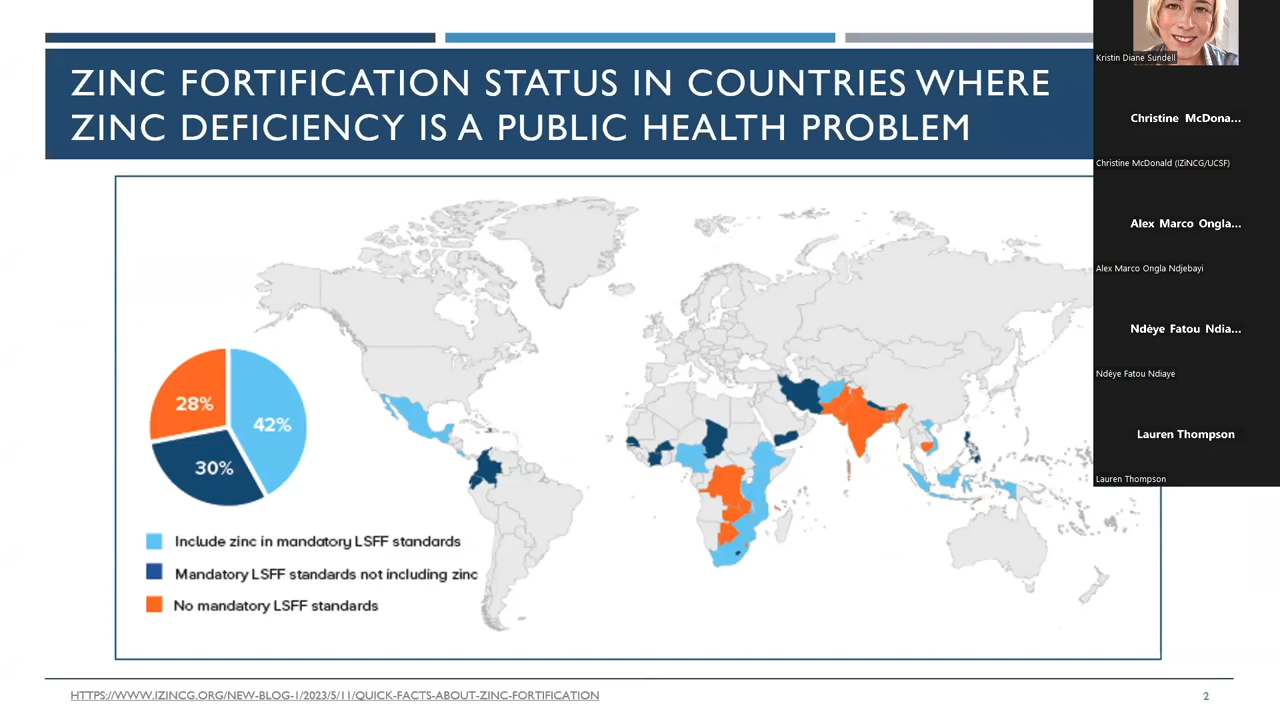 ZINC FORTIFICATION STATUS IN COUNTRIES WHERE
ZINC DEFICIENCY IS A PUBLIC HEALTH PROBLEM
28%
42%
30%
Include zinc in mandatory LSFF standards
Mandatory LSFF standards not including zinc
No mandatory LSFF standards
HTTPS://WWW.IZINCG.ORG/NEW-BLOG-1/2023/5/11/QUICK-FACTS-ABOUT-ZINC-FORTIFICATION
2
Kristin Diane Sundell
Christine McDona...
Christine McDonald (IZiNCG/UCSF)
Alex Marco Ongla...
Alex Marco Ongla Ndjebayi
Ndèye Fatou Ndia...
Ndèye Fatou Ndiaye
Lauren Thompson
Lauren Thompson